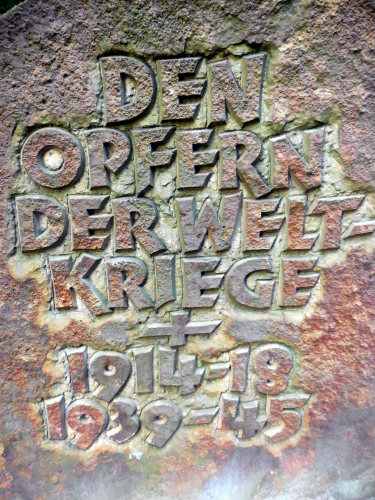 DEN
OPFERN
DER WELT-
KRIEGE
1914-18
1939-45